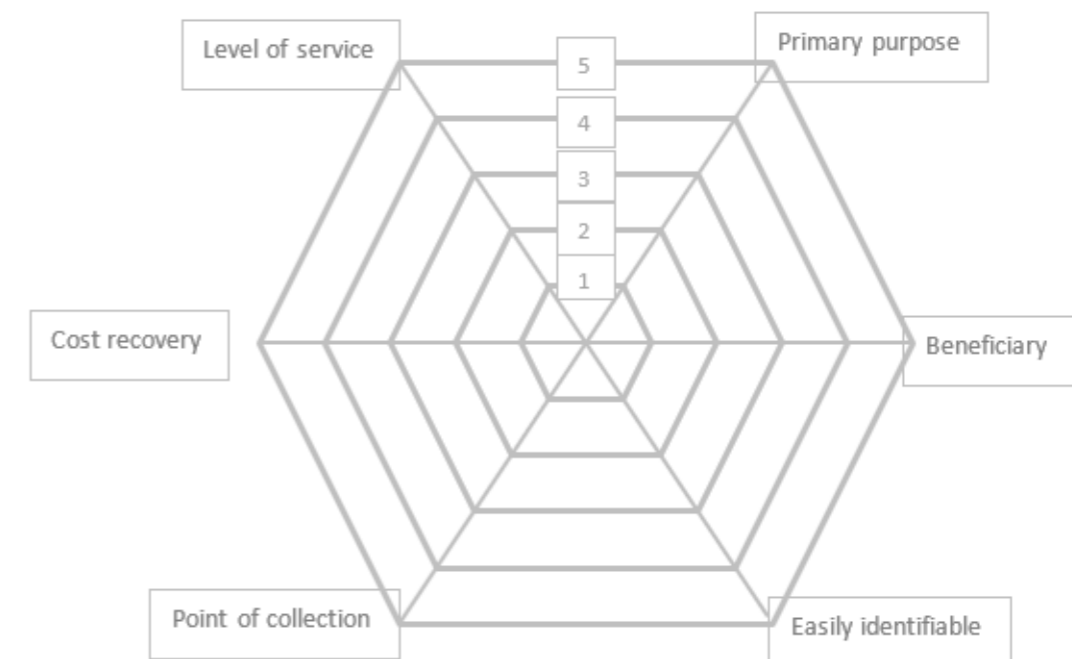 Level of service
Primary purpose
5
4
3
2
1
Cost recovery
Beneficiary
Point of collection
Easily identifiable